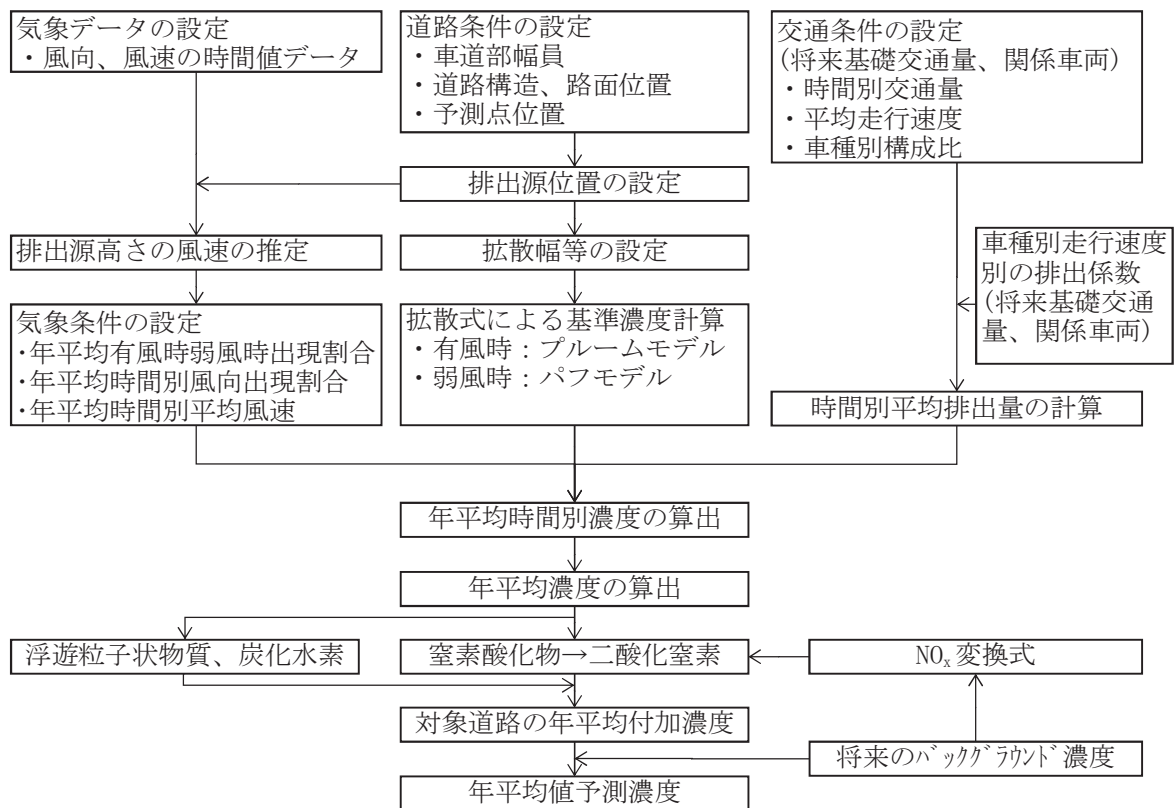 気象データの設定
・風向、風速の時間値データ
道路条件の設定
・車道部幅員
・道路構造、路面位置
・予測点位置
交通条件の設定
(将来基礎交通量、関係車両)
・時間別交通量
・平均走行速度
・車種別構成比
排出源位置の設定
排出源高さの風速の推定
拡散幅等の設定
車種別走行速度
別の排出係数
(将来基礎交通
量、関係車両)
気象条件の設定
・年平均有風時弱風時出現割合
・年平均時間別風向出現割合
・年平均時間別平均風速
拡散式による基準濃度計算
・有風時：プルームモデル
・弱風時：パフモデル
時間別平均排出量の計算
年平均時間別濃度の算出
年平均濃度の算出
浮遊粒子状物質、炭化水素
窒素酸化物→二酸化窒素
NOx変換式
対象道路の年平均付加濃度
将来のﾊﾞｯｸｸﾞﾗｳﾝﾄﾞ濃度
年平均値予測濃度